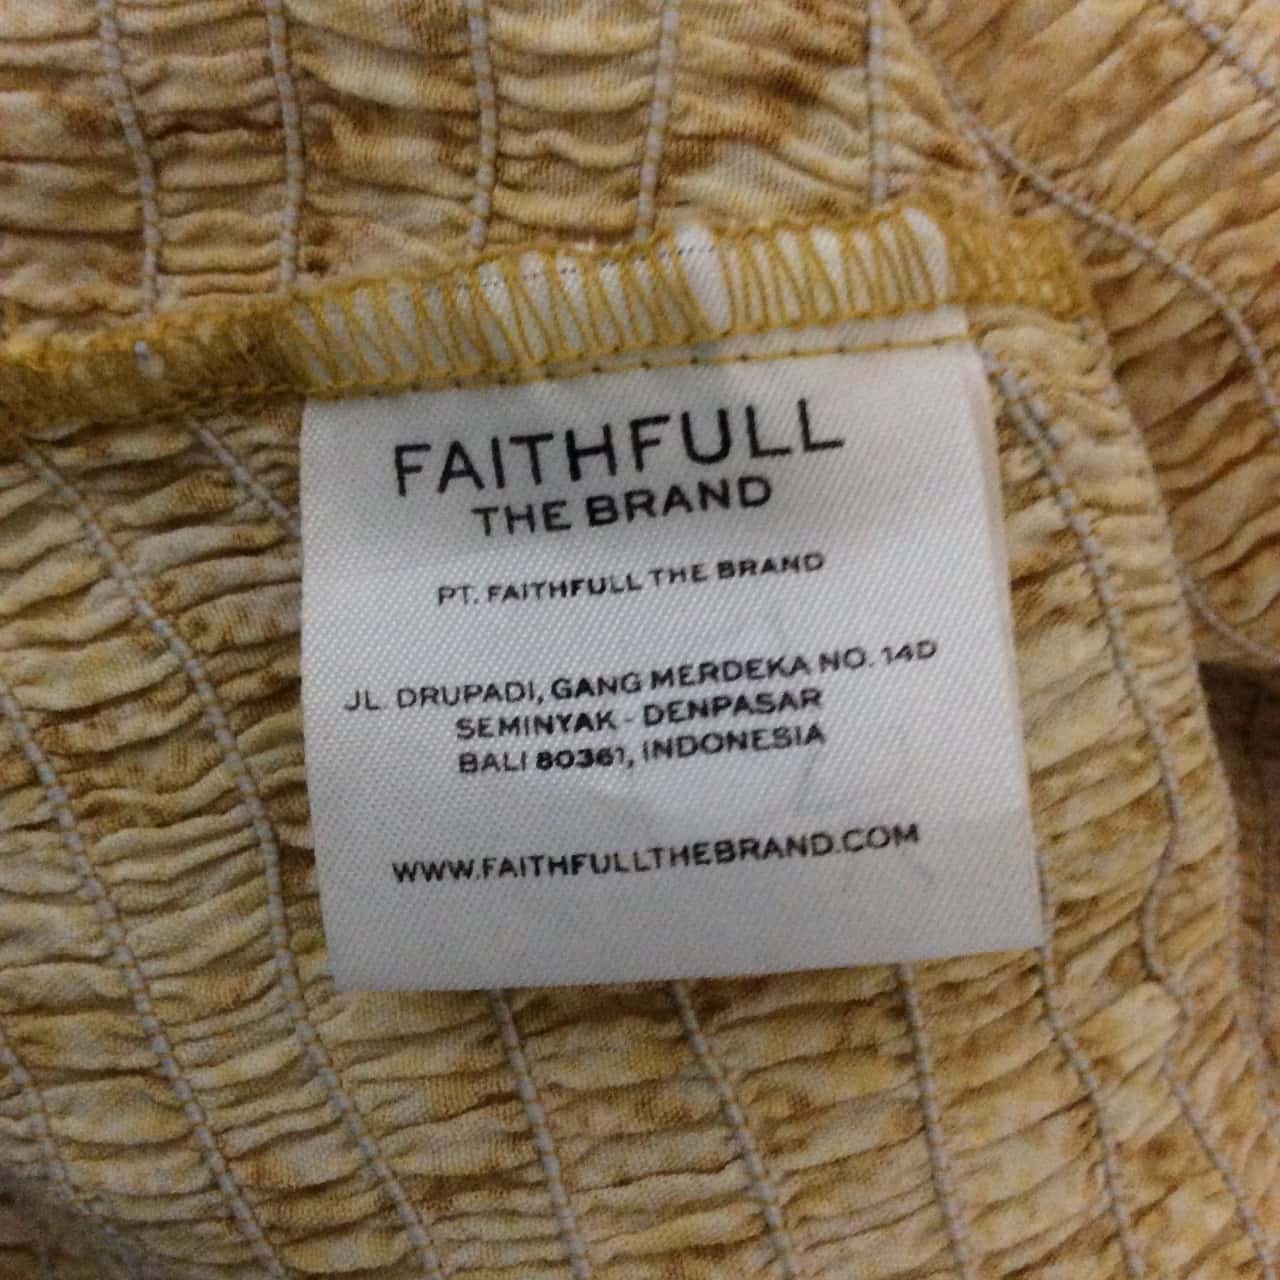 FAITHFULL
THE BRAND
PT. FAITHFULL THE BRAND
JL DRUPADI, GANG MERDEKA NO. 14D
SEMINYAK - DENPASAR
BALI 80361, INDONESIA
WWW.FAITHFULLTHEBRAND.COM